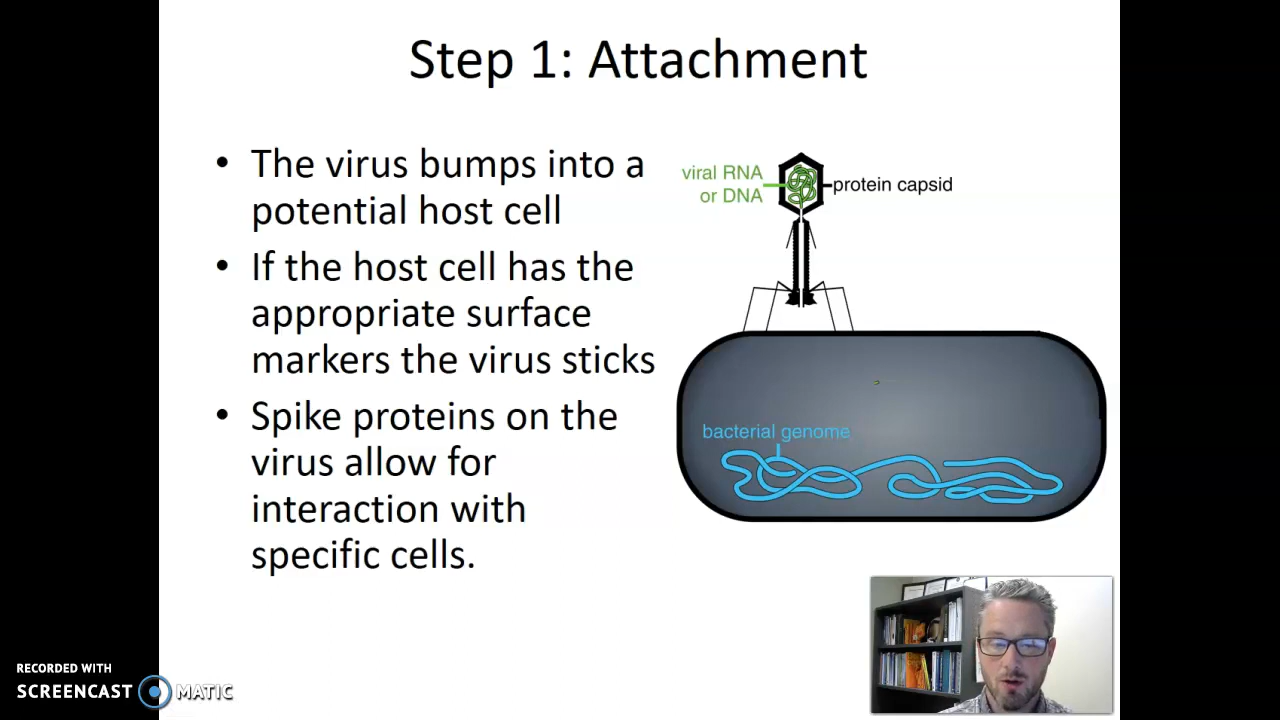 Step 1: Attachment
• The virus bumps into a
potential host cell
• If the host cell has the
appropriate surface
markers the virus sticks
• Spike proteins on the
virus allow for
interaction with
specific cells.
viral RNA
or DNA
protein capsid
bacterial genome
RECORDED WITH
SCREENCAST MATIC